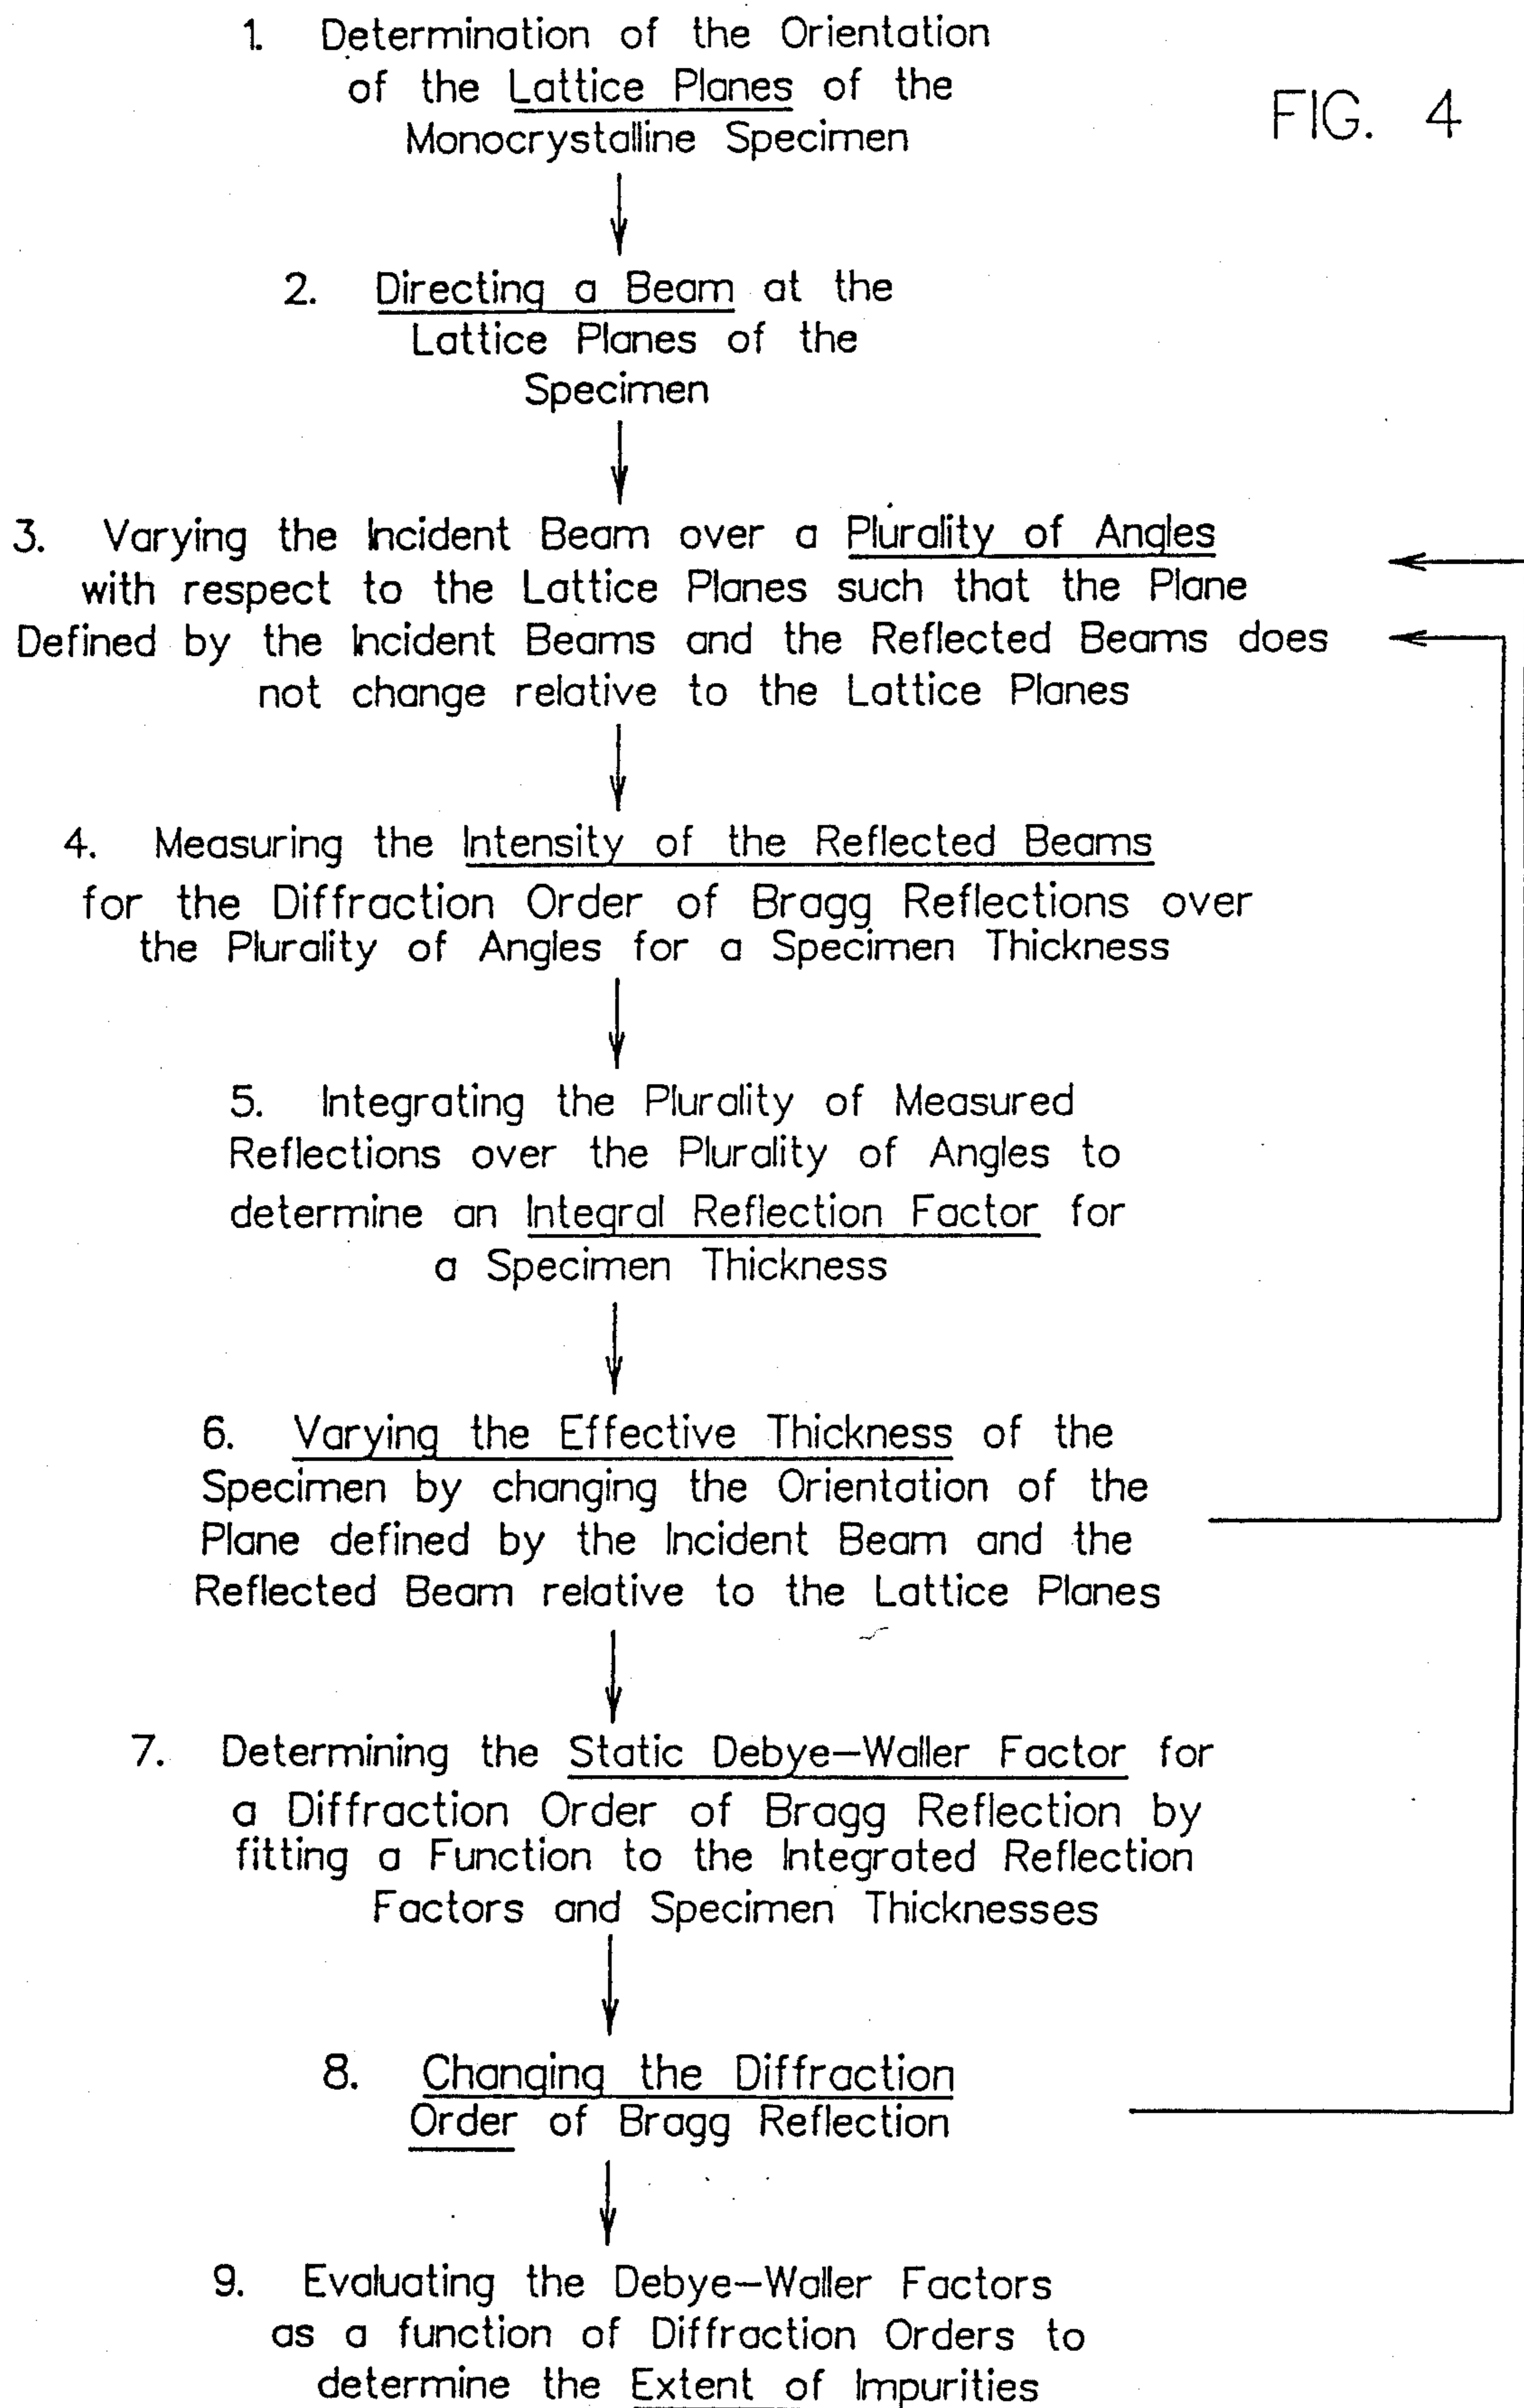 1. Determination of the Orientation
of the Lattice Planes of the
Monocrystalline Specimen
FIG. 4
2. Directing a Beam at the
Lattice Planes of the
Specimen
3. Varying the Incident Beam over a Plurality of Angles
with respect to the Lattice Planes such that the Plane
Defined by the Incident Beams and the Reflected Beams does
not change relative to the Lattice Planes
4. Measuring the Intensity of the Reflected Beams
for the Diffraction Order of Bragg Reflections over
the Plurality of Angles for a Specimen Thickness
5. Integrating the Plurality of Measured
Reflections over the Plurality of Angles to
determine an Integral Reflection Factor for
a Specimen Thickness
6. Varying the Effective Thickness of the
Specimen by changing the Orientation of the
Plane defined by the Incident Beam and the
Reflected Beam relative to the Lattice Planes
7. Determining the Static Debye-Waller Factor for
a Diffraction Order of Bragg Reflection by
fitting a Function to the Integrated Reflection
Factors and Specimen Thicknesses
8. Changing the Diffraction
Order of Bragg Reflection
9. Evaluating the Debye-Waller Factors
as a function of Diffraction Orders to
determine the Extent of Impurities